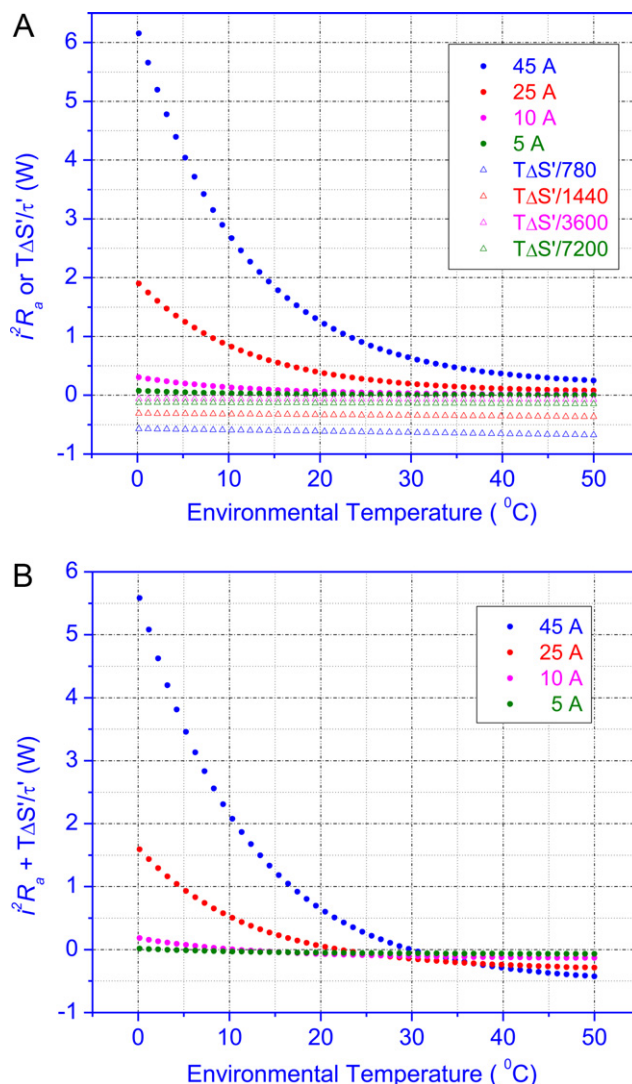 A
i²Rₐ or TΔS'/τ' (W)
6
5
4
3
2
1
0
-1
45 A
25 A
10 A
5 A
TΔS'/780
TΔS'/1440
TΔS'/3600
TΔS'/7200
0 10 20 30 40 50
Environmental Temperature ( ⁰C)
B
i²Rₐ + TΔS'/τ' (W)
6
5
4
3
2
1
0
-1
45 A
25 A
10 A
5 A
0 10 20 30 40 50
Environmental Temperature ( ⁰C)